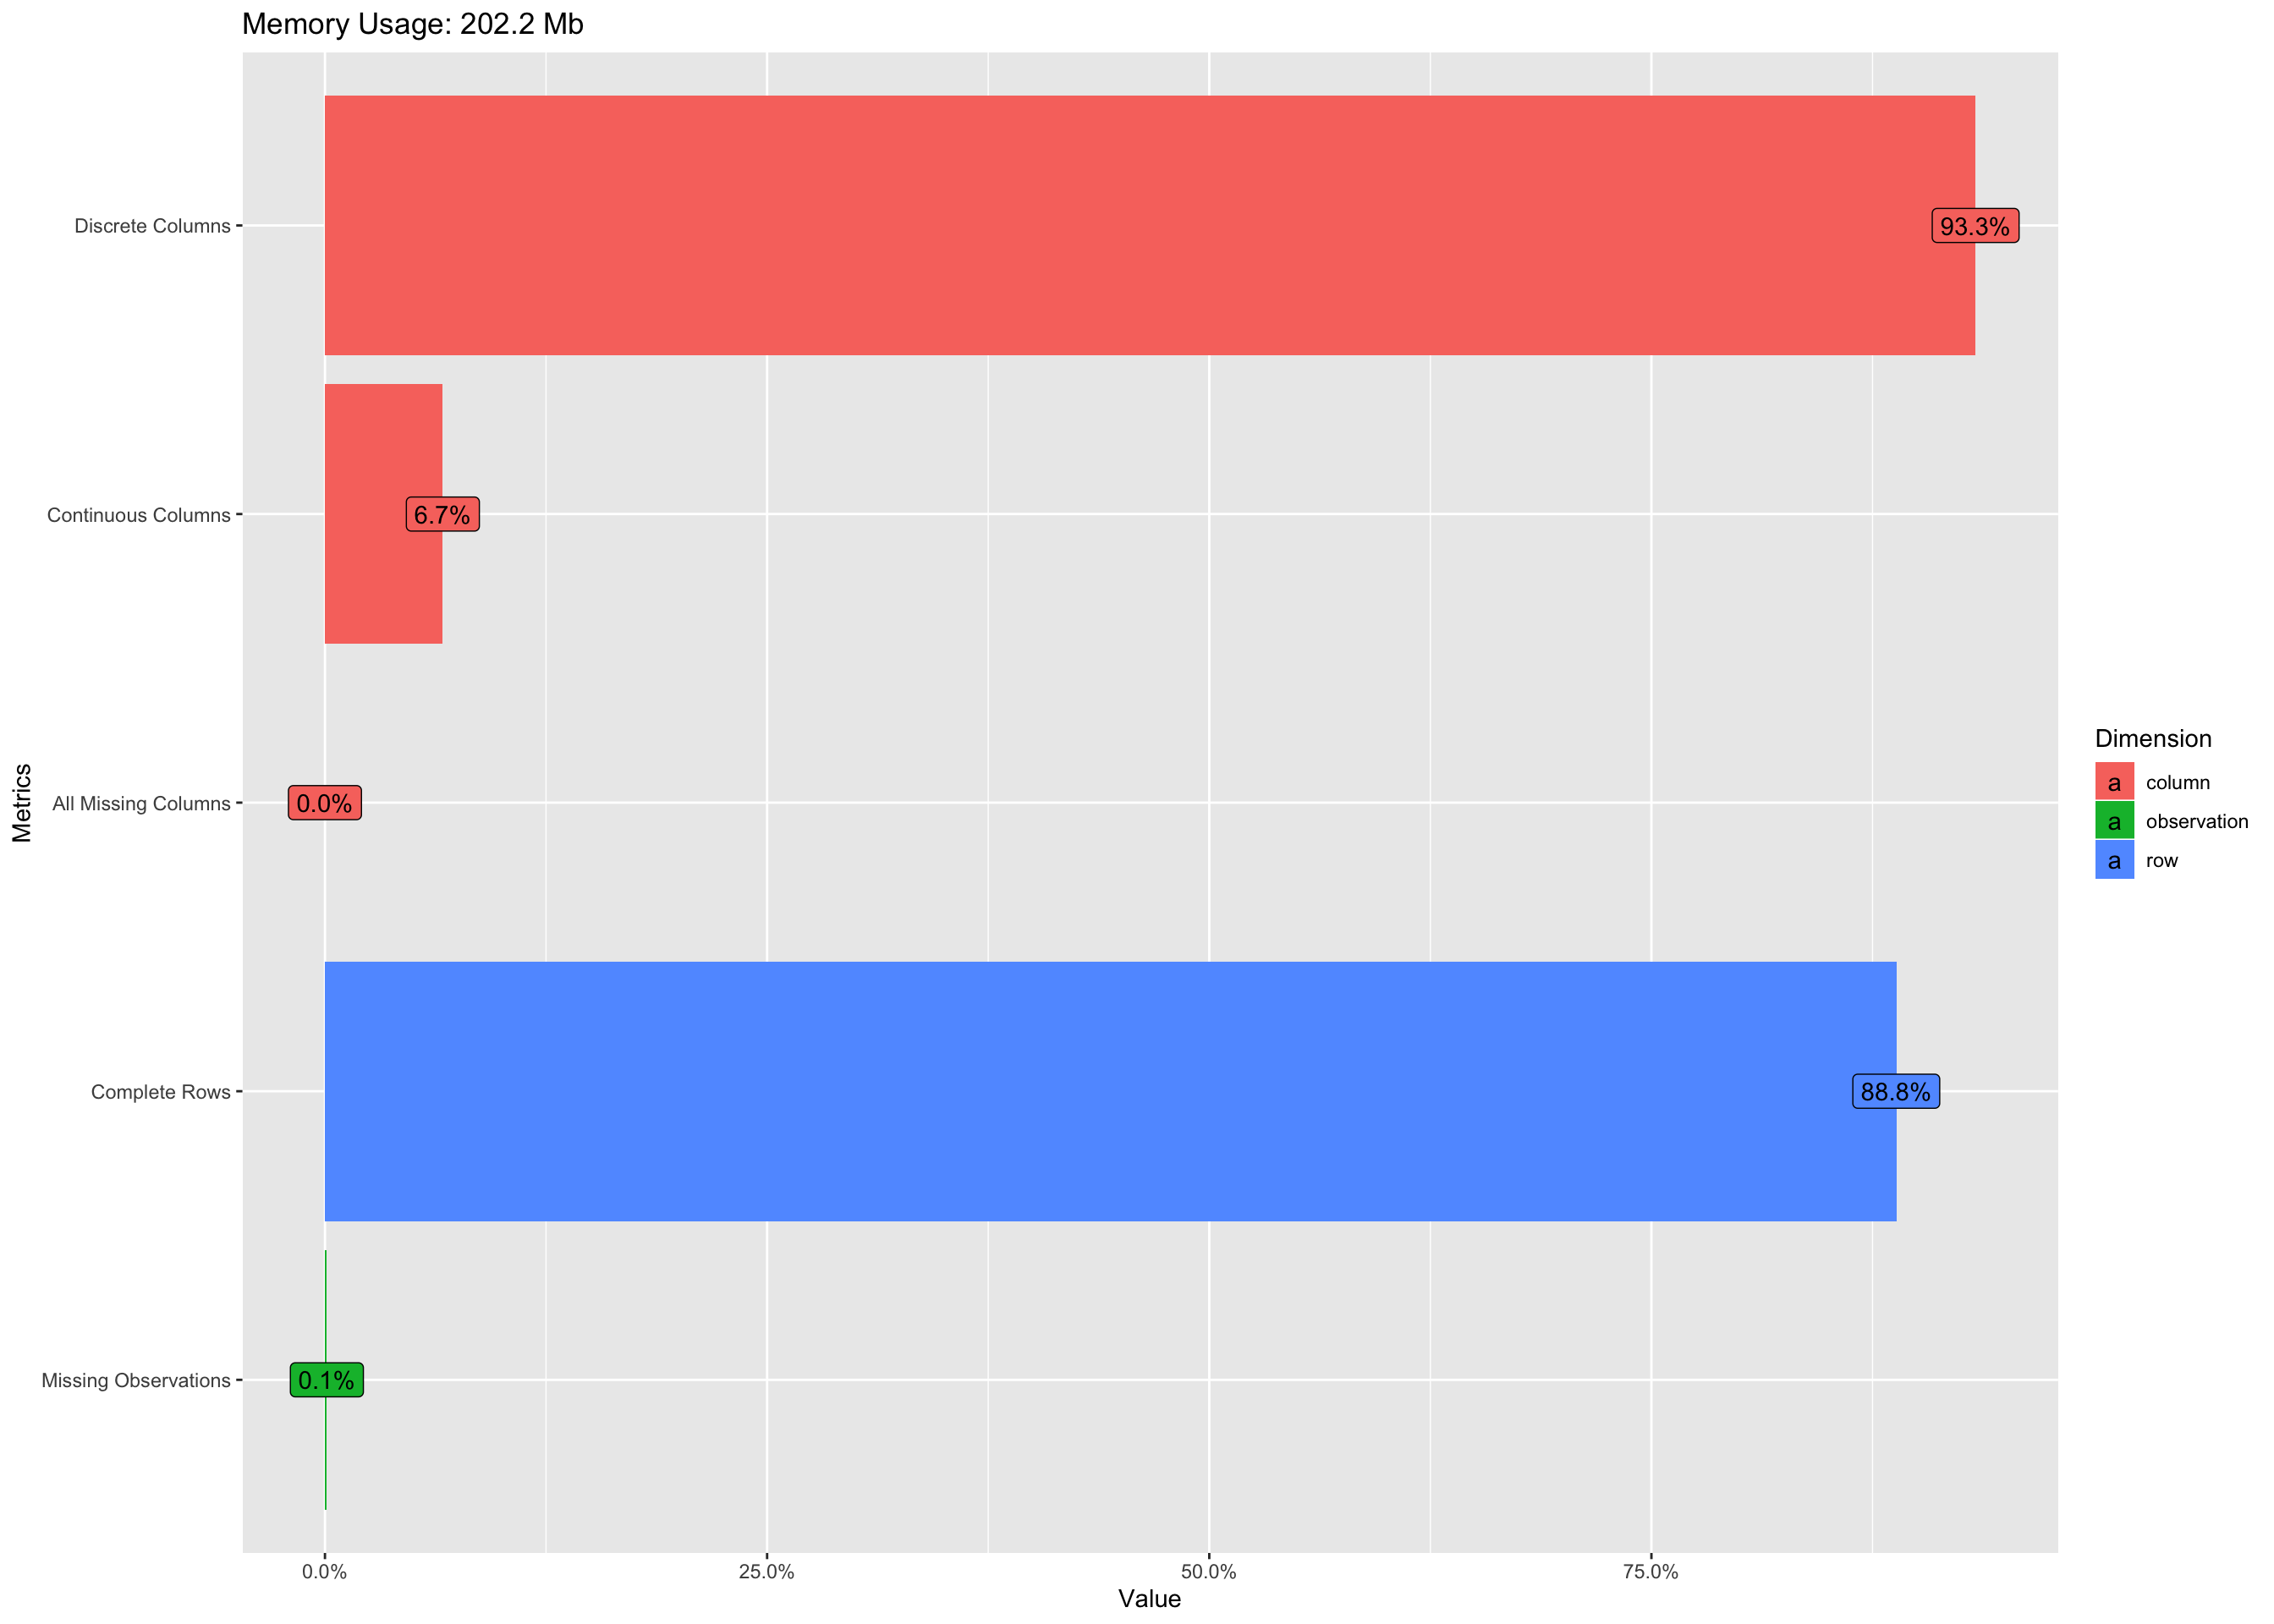 Memory Usage: 202.2 Mb
Discrete Columns
93.3%
Continuous Columns
6.7%
All Missing Columns
0.0%
Complete Rows
88.8%
Missing Observations
0.1%
Metrics
0.0%
25.0%
50.0%
75.0%
Value
Dimension
a column
a observation
a row